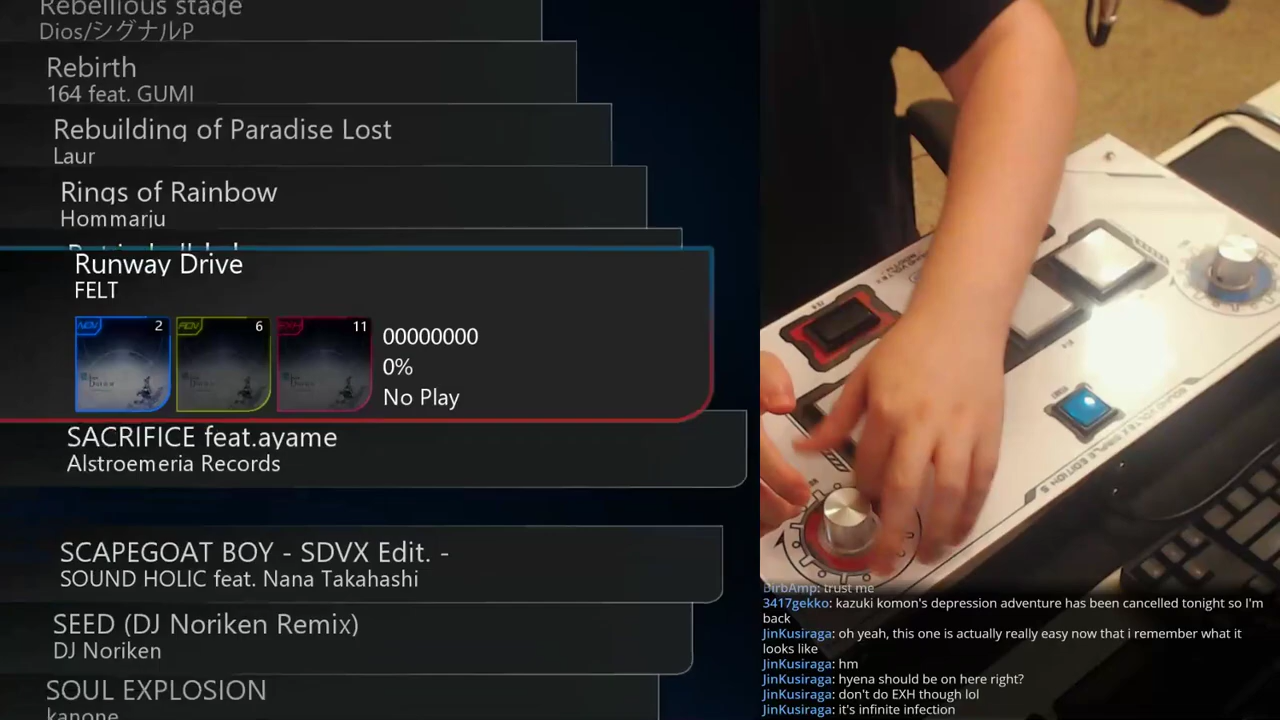 Rebellious stage
Dios/シグナルP
Rebirth
164 feat. GUMI
Rebuilding of Paradise Lost
Laur
Rings of Rainbow
Hommarju
Runway Drive
FELT
NOV 2
ADV 6
EXH 11
00000000
0%
No Play
SACRIFICE feat.ayame
Alstroemeria Records
SCAPEGOAT BOY - SDVX Edit. -
SOUND HOLIC feat. Nana Takahashi
SEED (DJ Noriken Remix)
DJ Noriken
SOUL EXPLOSION
kanone
BirbAmp: trust me
3417gekko: kazuki komon's depression adventure has been cancelled tonight so I'm
back
JinKusiraga: oh yeah, this one is actually really easy now that i remember what it
looks like
JinKusiraga: hm
JinKusiraga: hyena should be on here right?
JinKusiraga: don't do EXH though lol
JinKusiraga: it's infinite infection